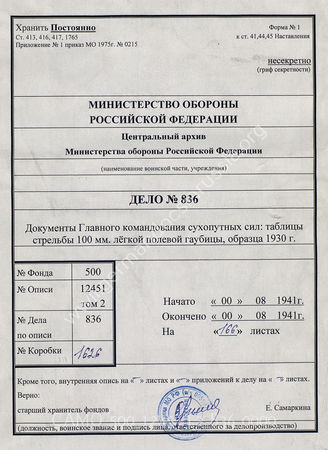 Хранить Постоянно
Форма № 1
Ст. 413, 416, 417, 1765
к ст. 41,44,45 Наставления
Приложение № 1 приказ МО 1975г. № 0215
несекретно
(гриф секретности)
МИНИСТЕРСТВО ОБОРОНЫ
РОССИЙСКОЙ ФЕДЕРАЦИИ
Центральный архив
Министерства обороны Российской Федерации
(наименование воинской части, учреждения)
ДЕЛО № 836
Документы Главного командования сухопутных сил: таблицы
стрельбы 100 мм. лёгкой полевой гаубицы, образца 1930 г.
№ Фонда 500
№ Описи 12451
том 2
№ Дела 836
по описи
№ Коробки 1626
Начато « 00 » 08 1941г.
Окончено « 00 » 08 1941г.
На «166» листах
Кроме того, внутренняя опись на « » листах и « » приложений к делу на « » листах.
Верно:
старший хранитель фондов
Е. Самаркина
(должность, воинское звание и подпись лица, ответственного за делопроизводство)